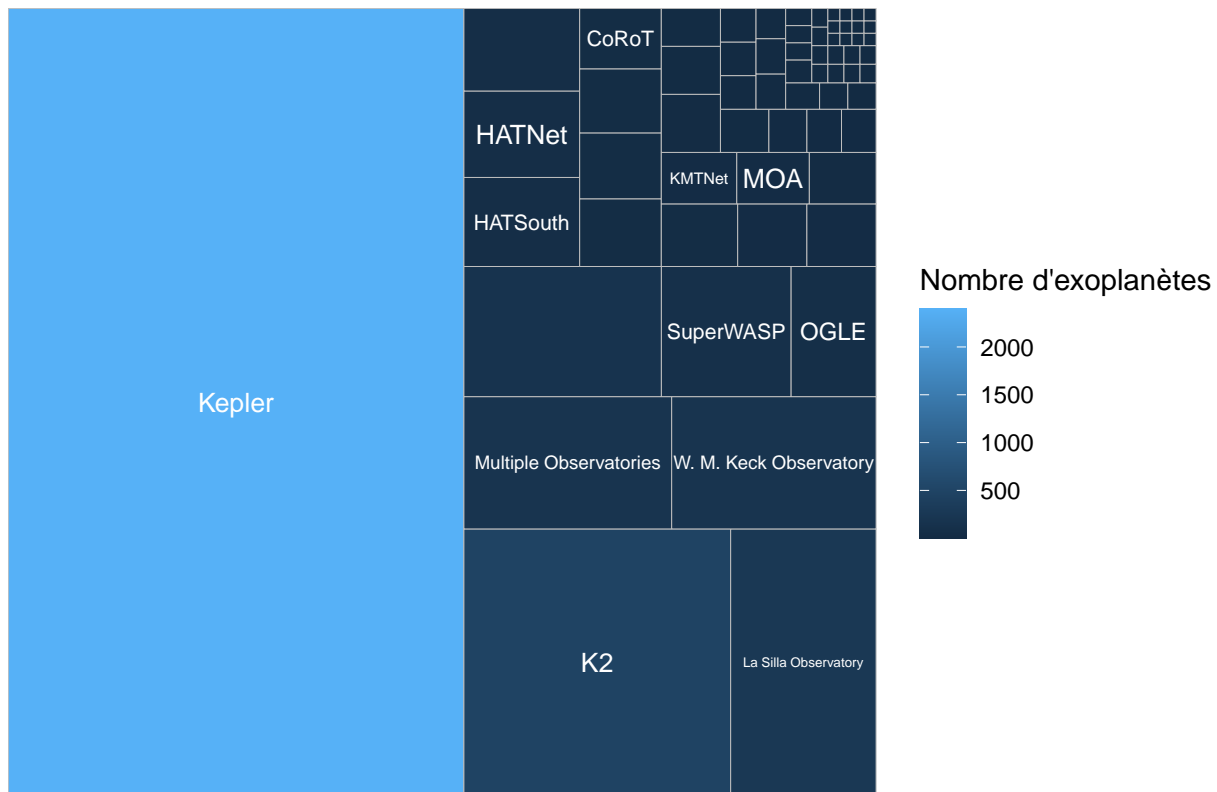 CoRoT
HATNet
KMTNet
MOA
HATSouth
SuperWASP
OGLE
Kepler
Multiple Observatories
W. M. Keck Observatory
K2
La Silla Observatory
Nombre d'exoplanètes
2000
1500
1000
500